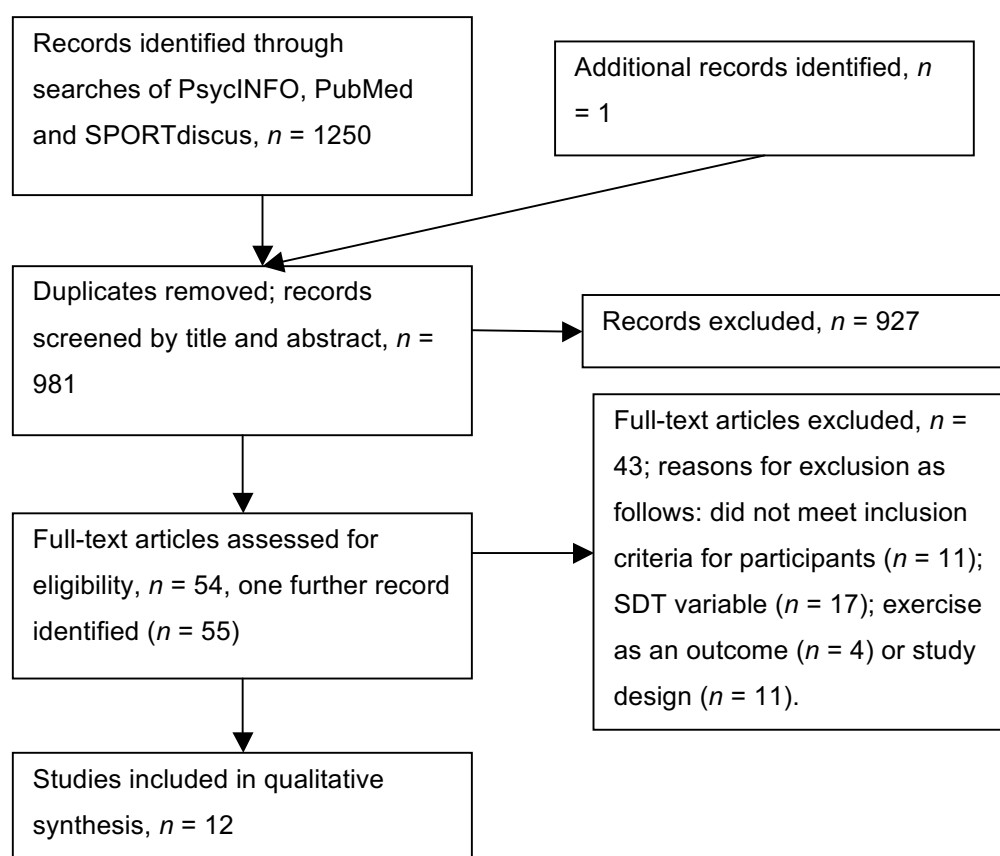 Records identified through
searches of PsycINFO, PubMed
and SPORTdiscus, n = 1250
Additional records identified, n
= 1
Duplicates removed; records
screened by title and abstract, n =
981
Records excluded, n = 927
Full-text articles excluded, n =
43; reasons for exclusion as
follows: did not meet inclusion
criteria for participants (n = 11);
SDT variable (n = 17); exercise
as an outcome (n = 4) or study
design (n = 11).
Full-text articles assessed for
eligibility, n = 54, one further record
identified (n = 55)
Studies included in qualitative
synthesis, n = 12